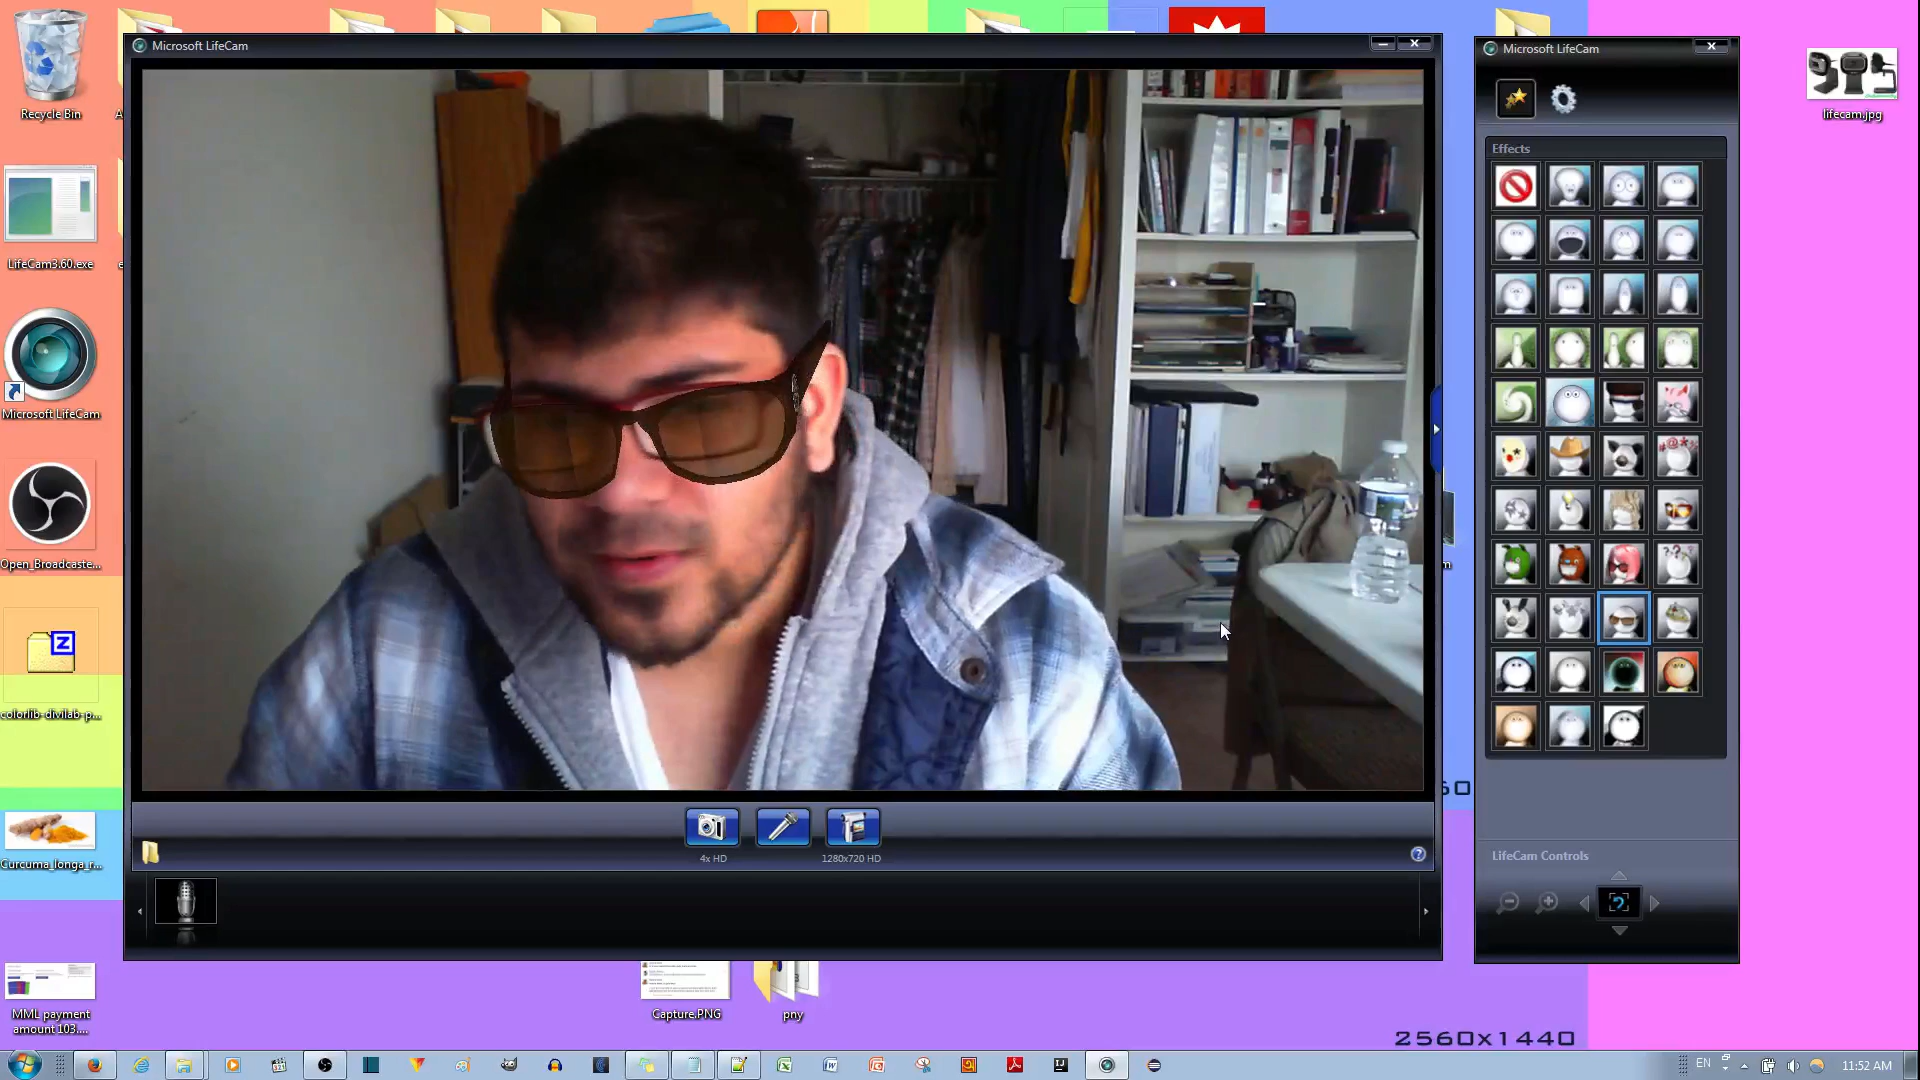 Microsoft LifeCam
Microsoft LifeCam
Recycle Bin
lifecam.jpg
Effects
LifeCam3.60.exe
Microsoft LifeCam
Open_Broadcaste...
colorlib-divilab-p...
Curcuma_longa_r...
4x HD
1280x720 HD
LifeCam Controls
MML payment
amount 103....
Capture.PNG
pny
2560x1440
EN
11:52 AM